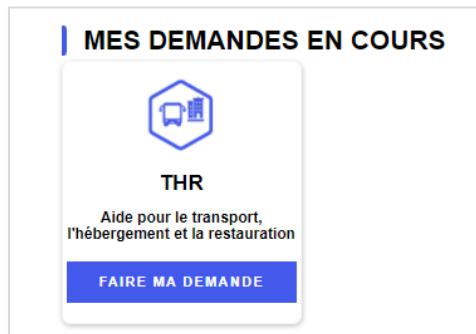 MES DEMANDES EN COURS
THR
Aide pour le transport,
l'hébergement et la restauration
FAIRE MA DEMANDE